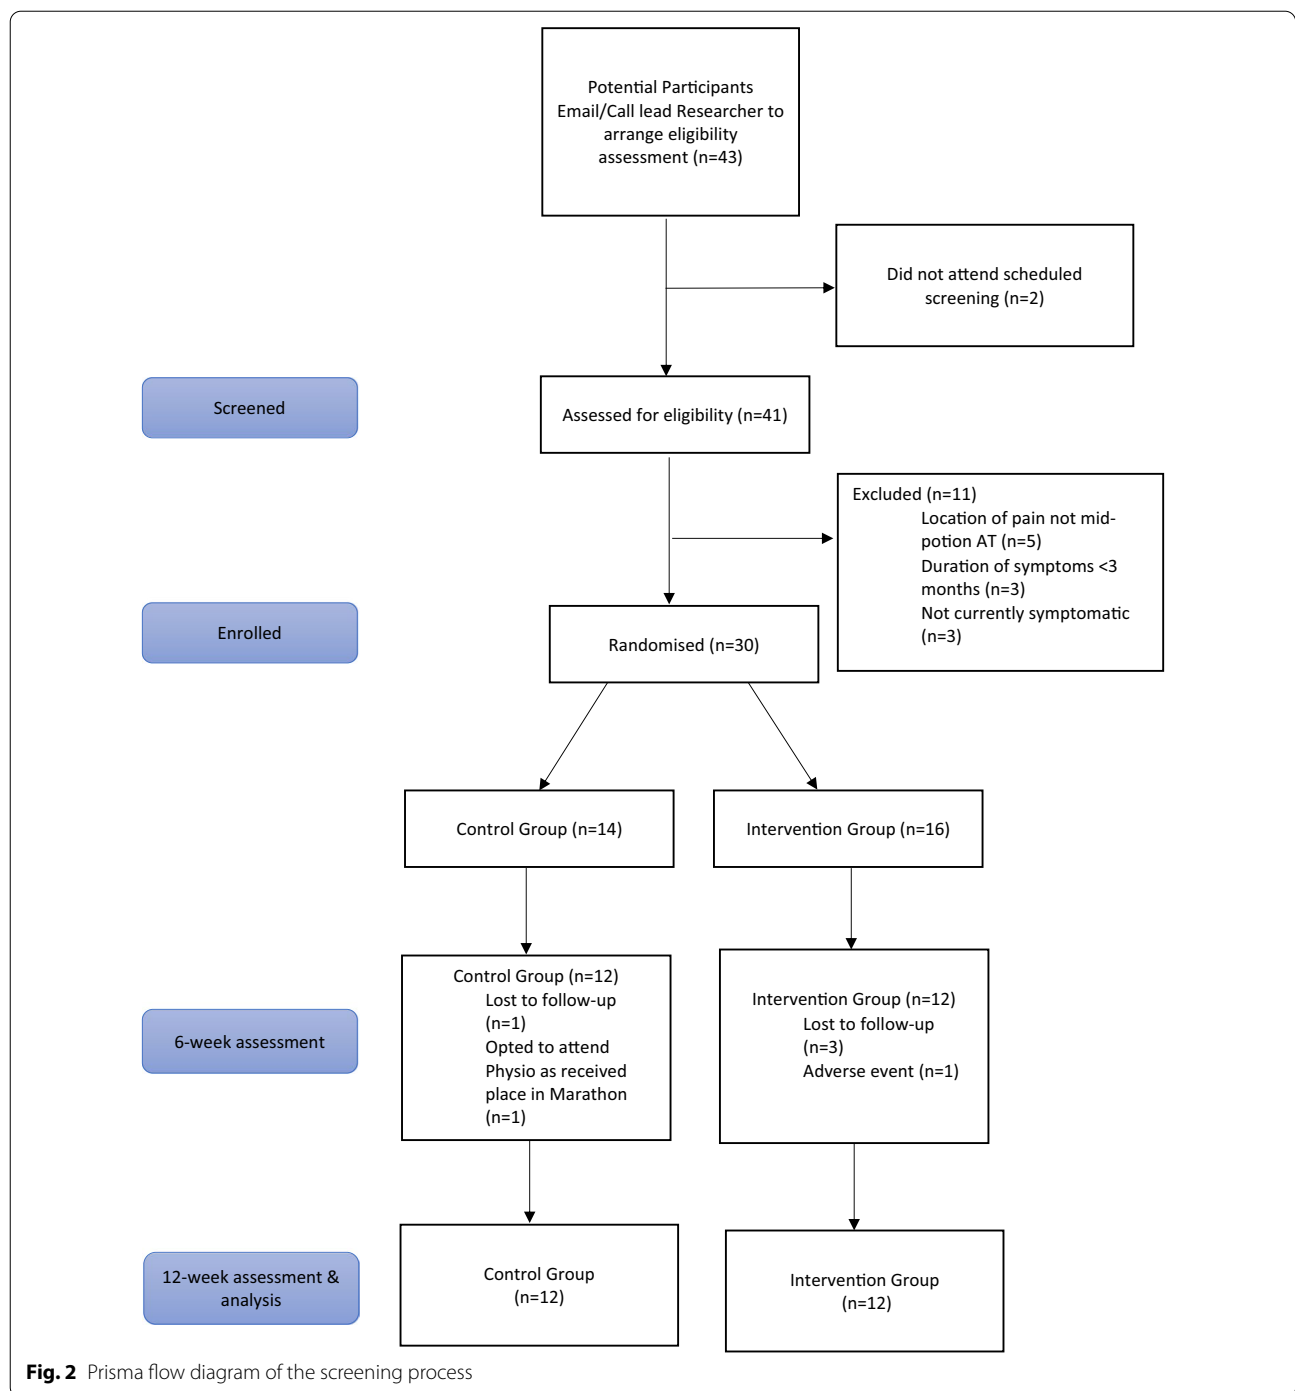 Potential Participants
Email/Call lead Researcher to
arrange eligibility
assessment (n=43)
Did not attend scheduled
screening (n=2)
Screened
Assessed for eligibility (n=41)
Excluded (n=11)
Location of pain not mid-
potion AT (n=5)
Duration of symptoms <3
months (n=3)
Not currently symptomatic
(n=3)
Enrolled
Randomised (n=30)
Control Group (n=14)
Intervention Group (n=16)
6-week assessment
Control Group (n=12)
Lost to follow-up
(n=1)
Opted to attend
Physio as received
place in Marathon
(n=1)
Intervention Group (n=12)
Lost to follow-up
(n=3)
Adverse event (n=1)
12-week assessment &
analysis
Control Group
(n=12)
Intervention Group
(n=12)
Fig. 2 Prisma flow diagram of the screening process